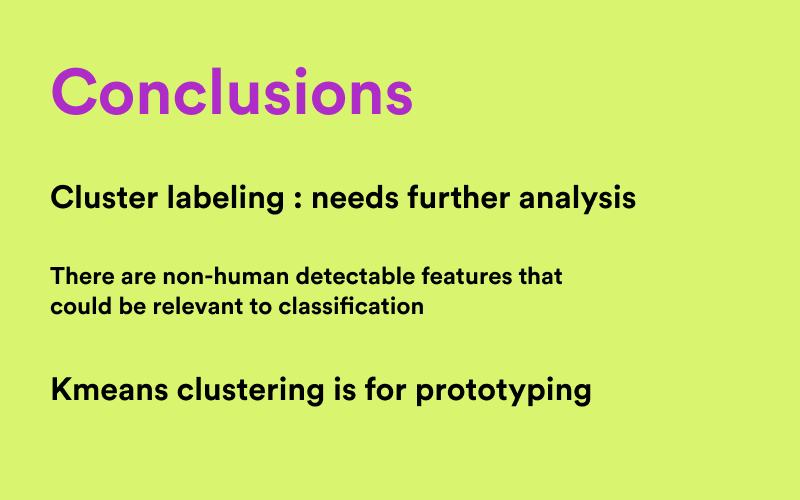 Conclusions
Cluster labeling : needs further analysis
There are non-human detectable features that
could be relevant to classification
Kmeans clustering is for prototyping